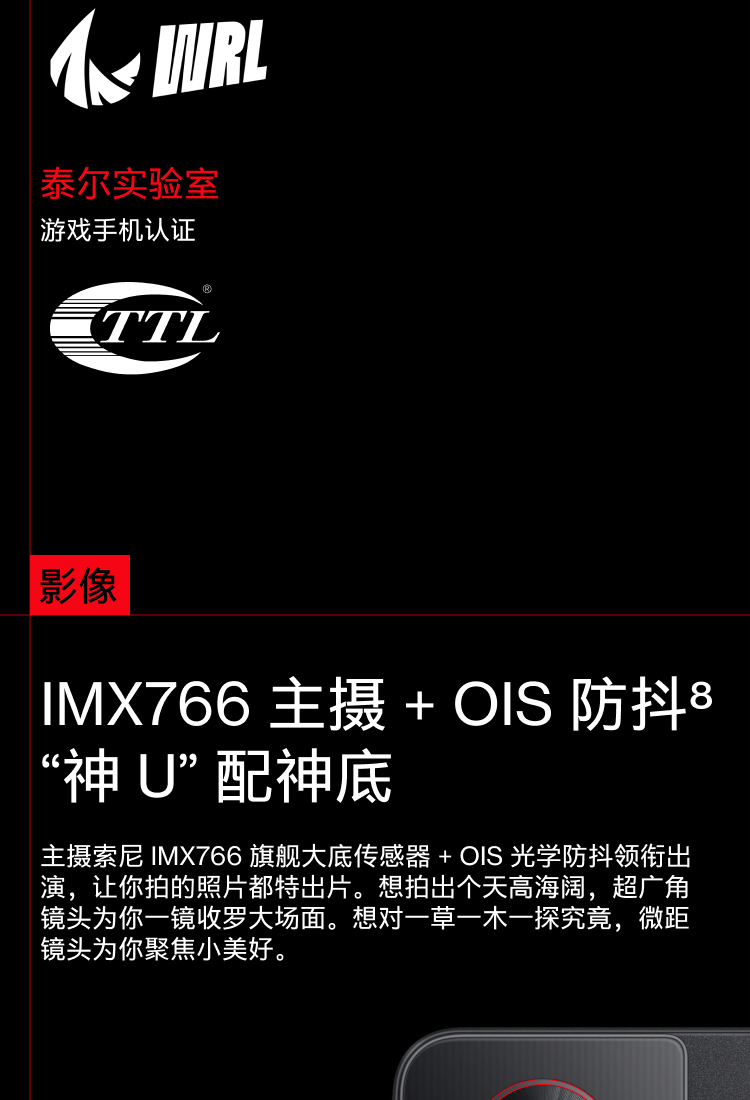 WRL
泰尔实验室
游戏手机认证
TTL®
影像
IMX766 主摄 + OIS 防抖⁸
“神 U” 配神底
主摄索尼 IMX766 旗舰大底传感器 + OIS 光学防抖领衔出
演，让你拍的照片都特出片。想拍出个天高海阔，超广角
镜头为你一镜收罗大场面。想对一草一木一探究竟，微距
镜头为你聚焦小美好。